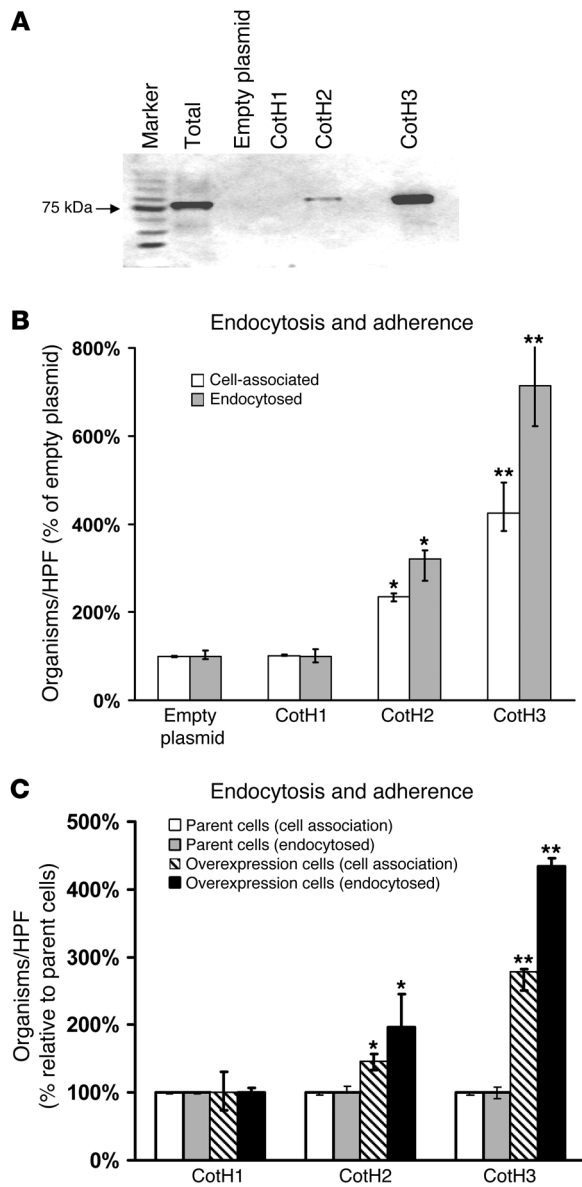 A
Marker
Total
Empty plasmid
CotH1
CotH2
CotH3
75 kDa
B
Endocytosis and adherence
Organisms/HPF (% of empty plasmid)
800%
600%
400%
200%
0%
Cell-associated
Endocytosed
*
*
**
**
Empty
plasmid
CotH1
CotH2
CotH3
C
Endocytosis and adherence
Organisms/HPF
(% relative to parent cells)
500%
400%
300%
200%
100%
0%
Parent cells (cell association)
Parent cells (endocytosed)
Overexpression cells (cell association)
Overexpression cells (endocytosed)
*
*
**
**
CotH1
CotH2
CotH3